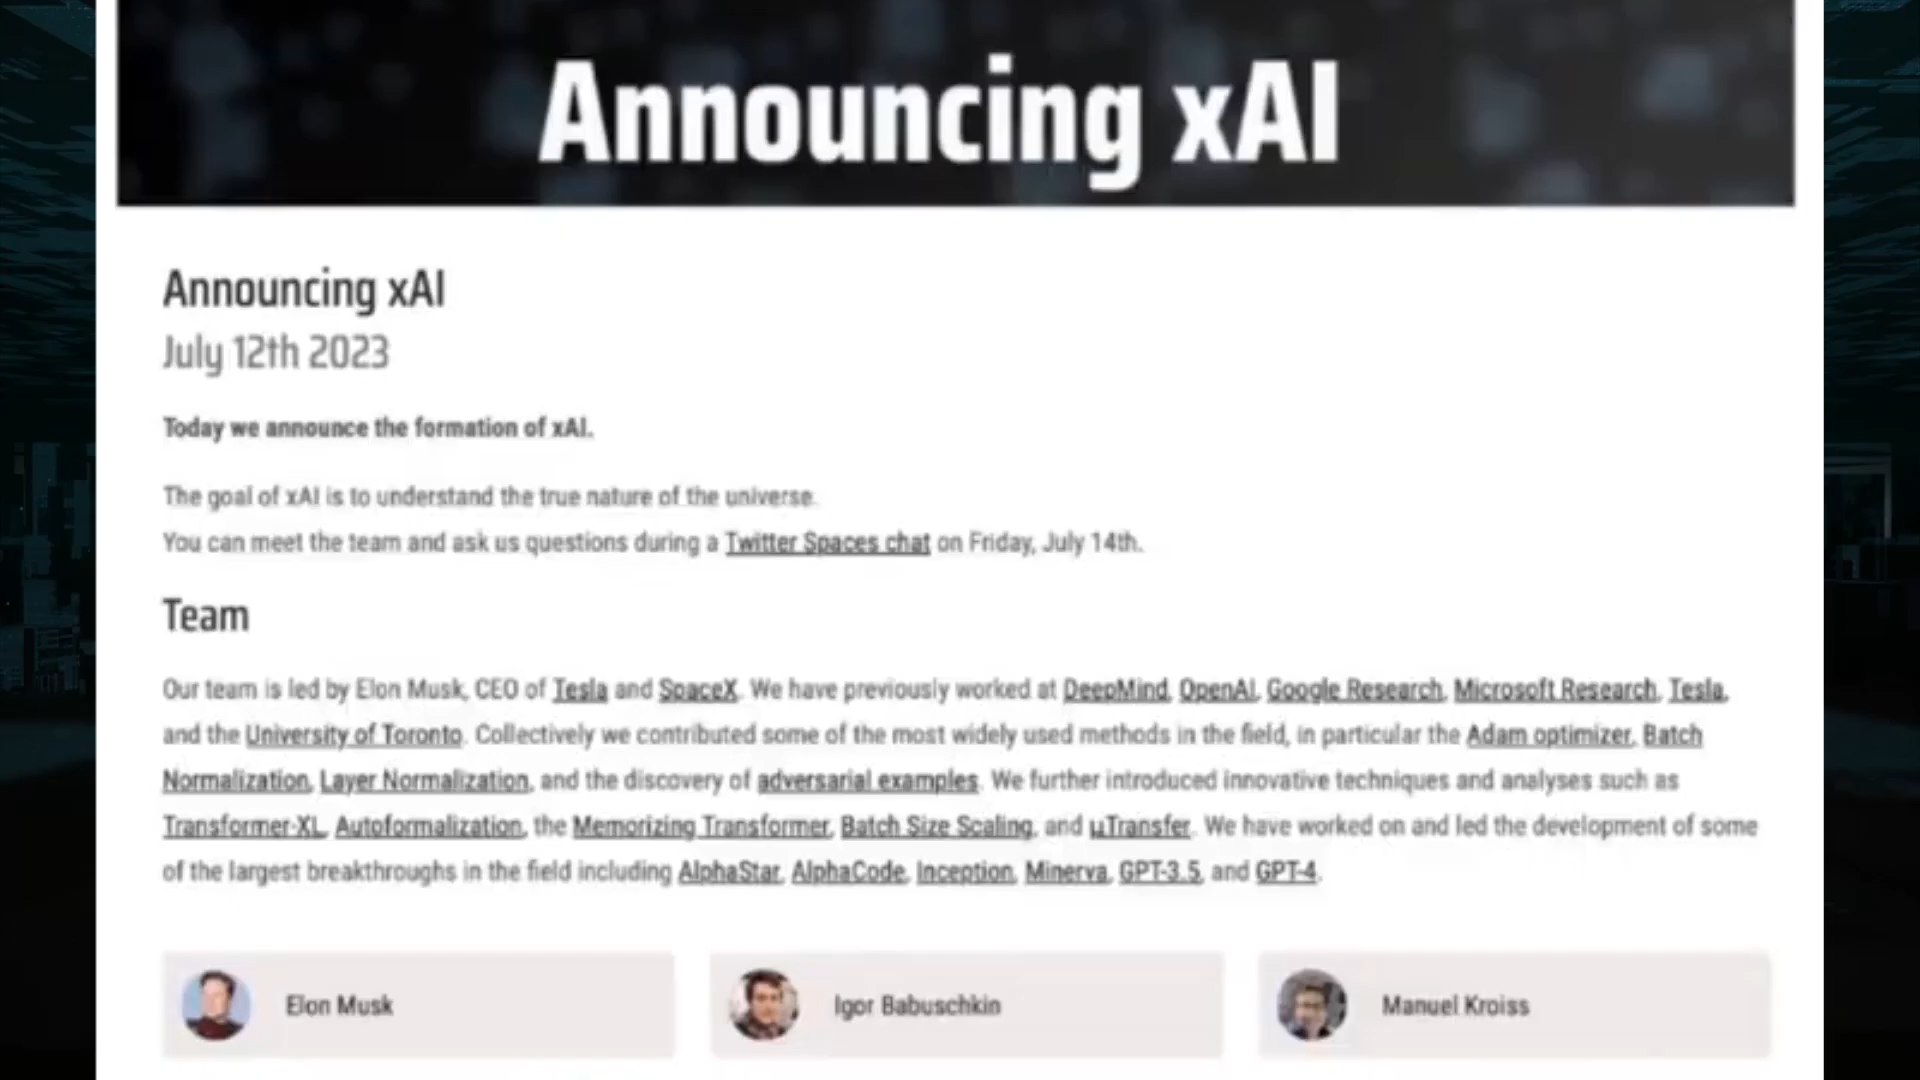 Announcing xAI
Announcing xAI
July 12th 2023
Today we announce the formation of xAI.
The goal of xAI is to understand the true nature of the universe.
You can meet the team and ask us questions during a Twitter Spaces chat on Friday, July 14th.
Team
Our team is led by Elon Musk, CEO of Tesla and SpaceX. We have previously worked at DeepMind, OpenAI, Google Research, Microsoft Research, Tesla,
and the University of Toronto. Collectively we contributed some of the most widely used methods in the field, in particular the Adam optimizer, Batch
Normalization, Layer Normalization, and the discovery of adversarial examples. We further introduced innovative techniques and analyses such as
Transformer-XL, Autoformalization, the Memorizing Transformer, Batch Size Scaling, and μTransfer. We have worked on and led the development of some
of the largest breakthroughs in the field including AlphaStar, AlphaCode, Inception, Minerva, GPT-3.5, and GPT-4.
Elon Musk
Igor Babuschkin
Manuel Kroiss